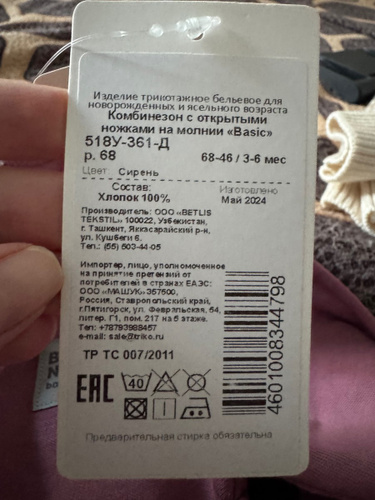 Изделие трикотажное бельевое для
новорожденных и ясельного возраста
Комбинезон с открытыми
ножками на молнии «Basic»
518У-361-Д
р. 68
68-46 / 3-6 мес
Цвет: Сирень
Состав:
Хлопок 100%
Изготовлено
Май 2024
Производитель: ООО «BETLIS
TEKSTIL» 100022, Узбекистан,
г. Ташкент, Яккасарайский р-н,
ул. Кушбеги 6.
Тел.: (55) 503-44-05
Импортер, лицо, уполномоченное
на принятие претензий от
потребителей в странах ЕАЭС:
ООО «МАШУК» 357500,
Россия, Ставропольский край,
г.Пятигорск, ул. Февральская, 54,
литер. Г1, пом. 217 на 5 этаже.
Тел: +78793988457
e-mail: sale@triko.ru
ТР ТС 007/2011
EAC
40
4601008344798
Предварительная стирка обязательна